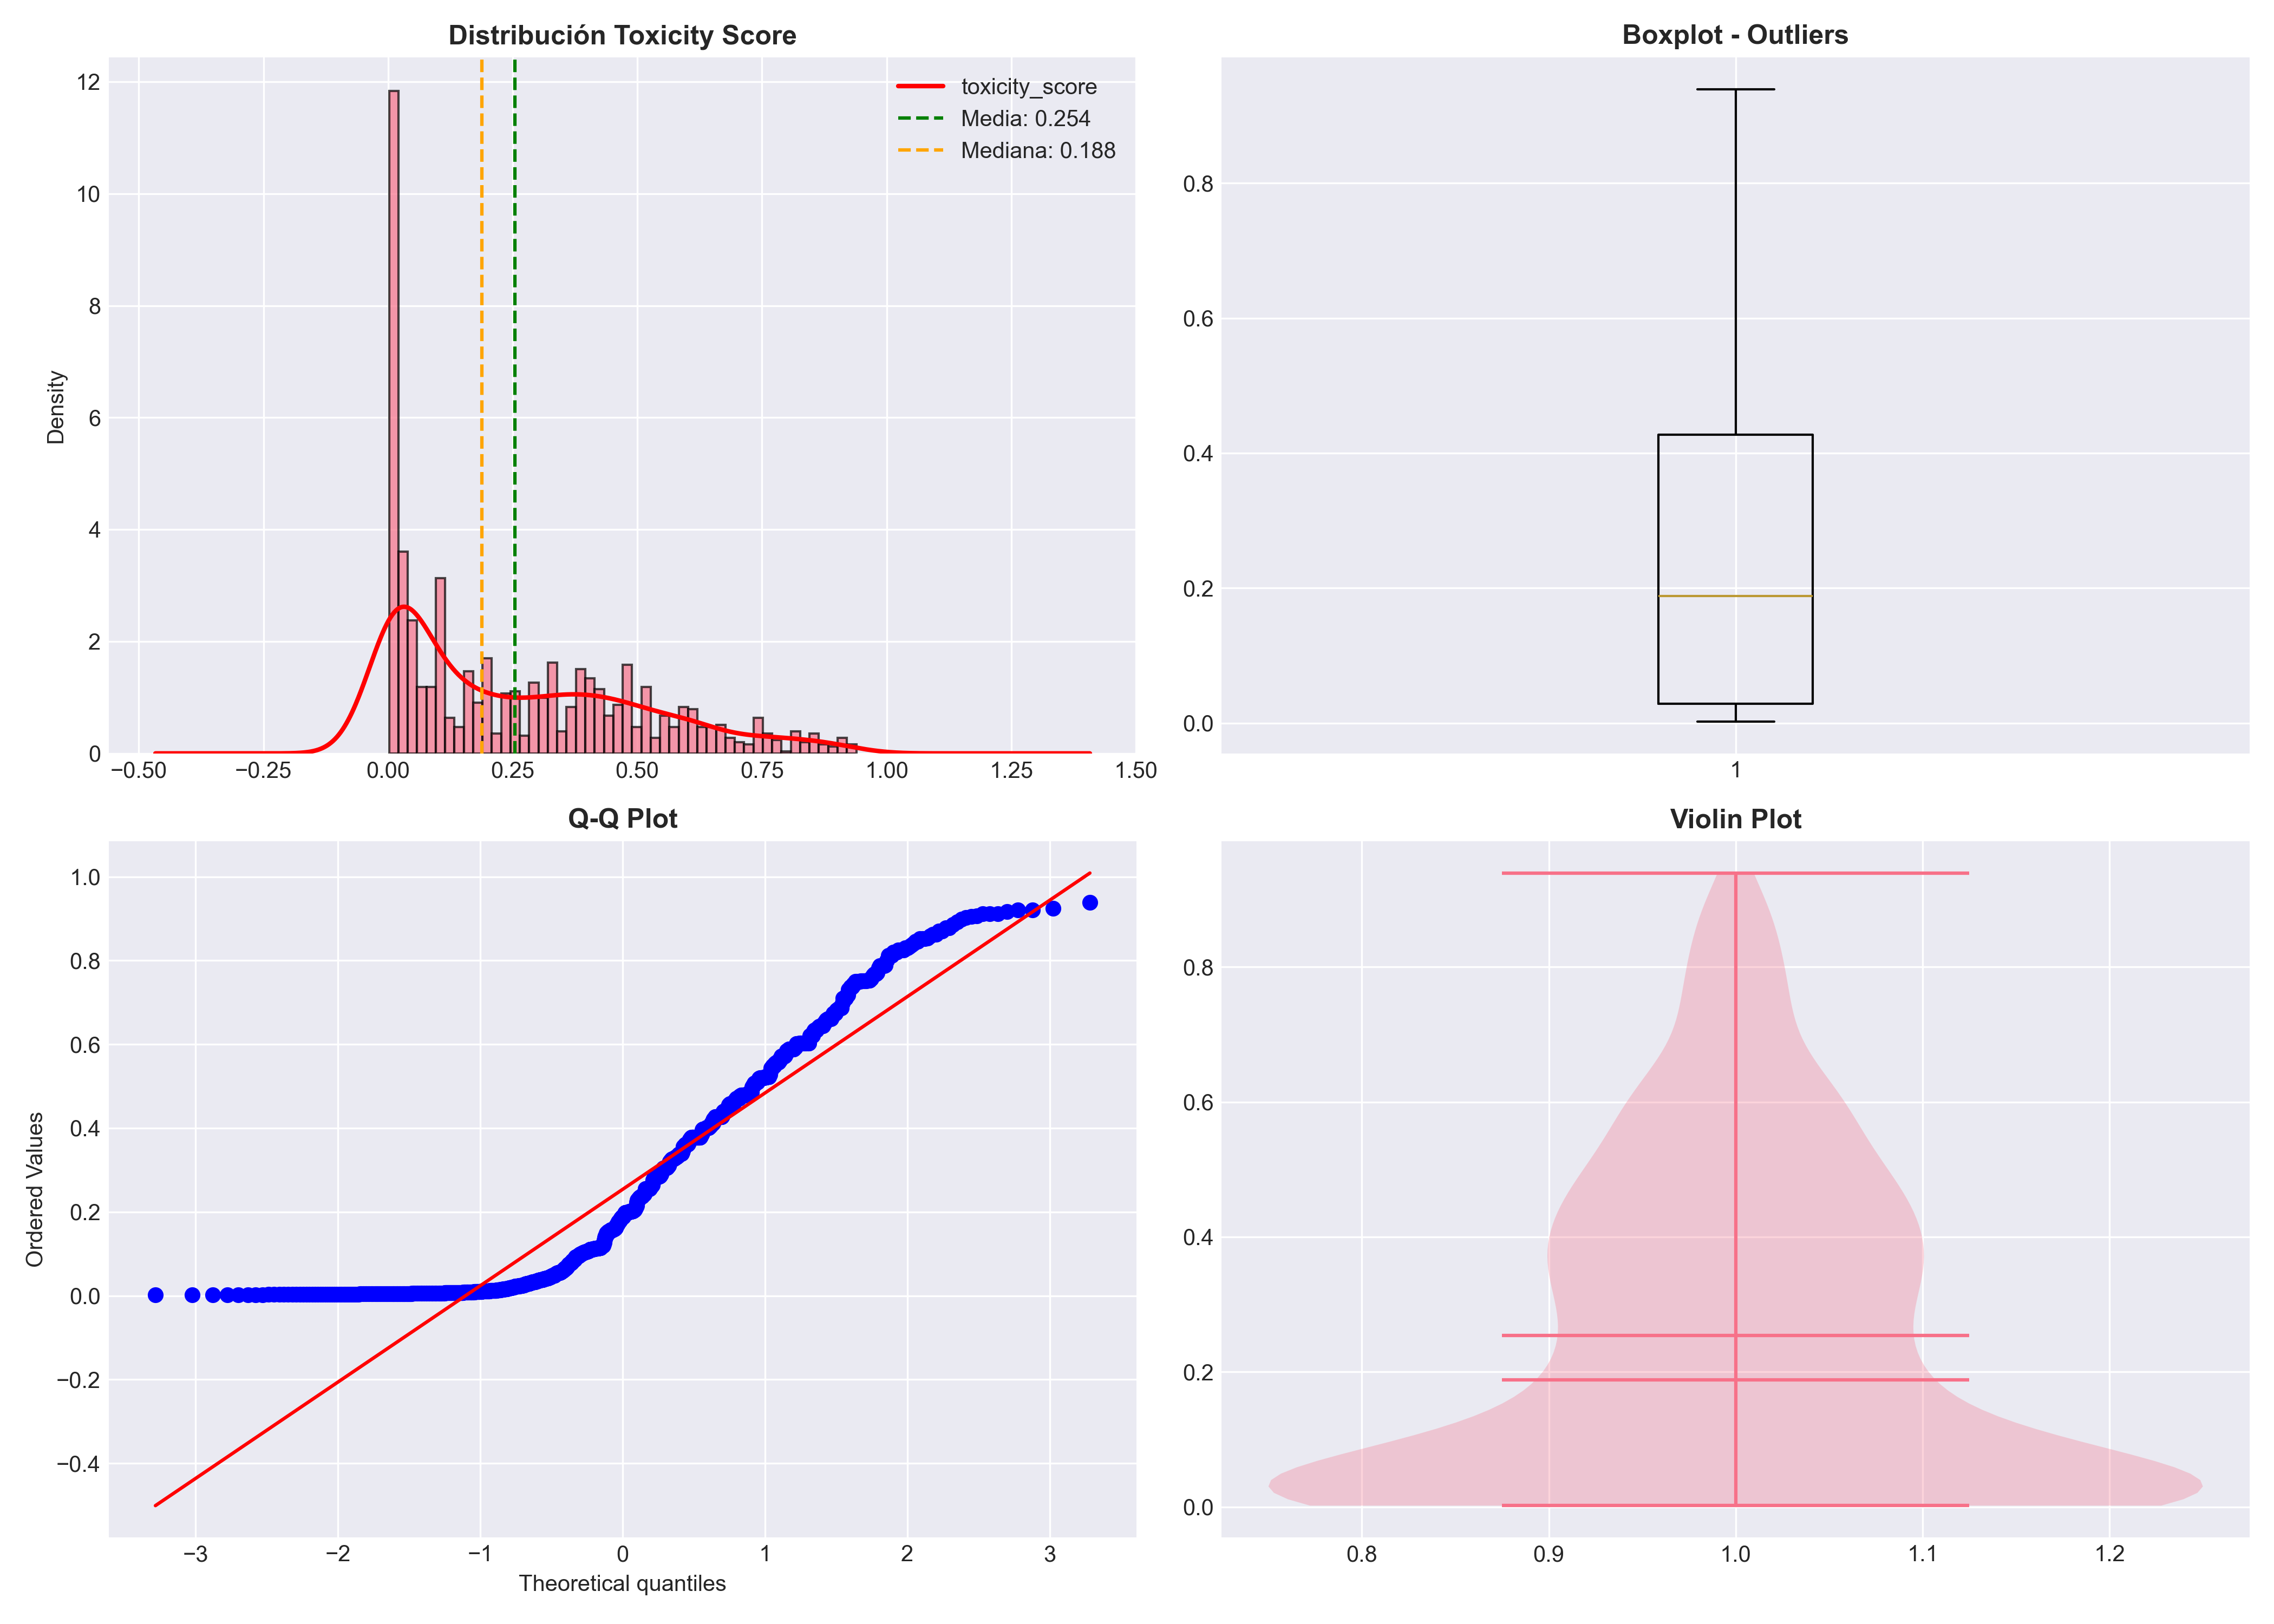 Distribución Toxicity Score
12
10
8
6
4
2
0
Density
toxicity_score
Media: 0.254
Mediana: 0.188
−0.50 −0.25 0.00 0.25 0.50 0.75 1.00 1.25 1.50
Boxplot - Outliers
0.8
0.6
0.4
0.2
0.0
1
Q-Q Plot
1.0
0.8
0.6
0.4
0.2
0.0
−0.2
−0.4
Ordered Values
−3 −2 −1 0 1 2 3
Theoretical quantiles
Violin Plot
0.8
0.6
0.4
0.2
0.0
0.8 0.9 1.0 1.1 1.2